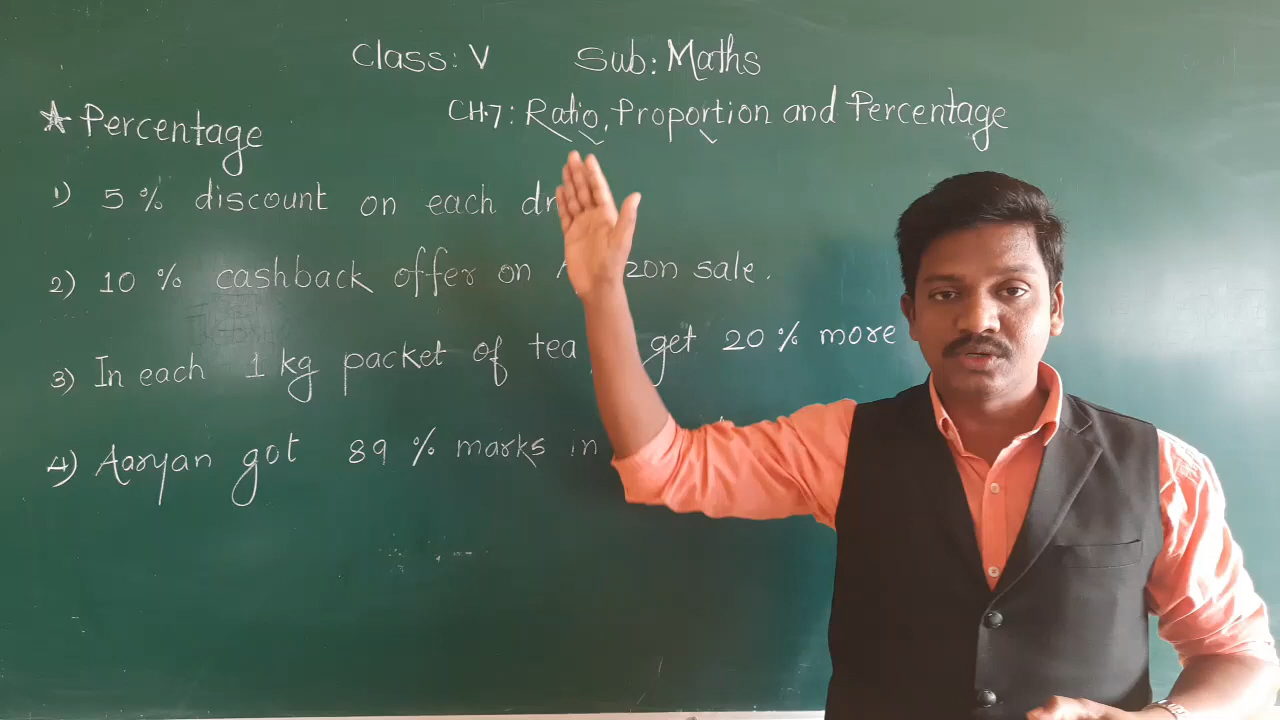 Class: V Sub: Maths
CH.7: Ratio, Proportion and Percentage
★ Percentage
1) 5 % discount on each
2) 10 % cashback offer on sale.
3) In each 1 kg packet of tea get 20 % more
4) Aaryan got 89 % marks in